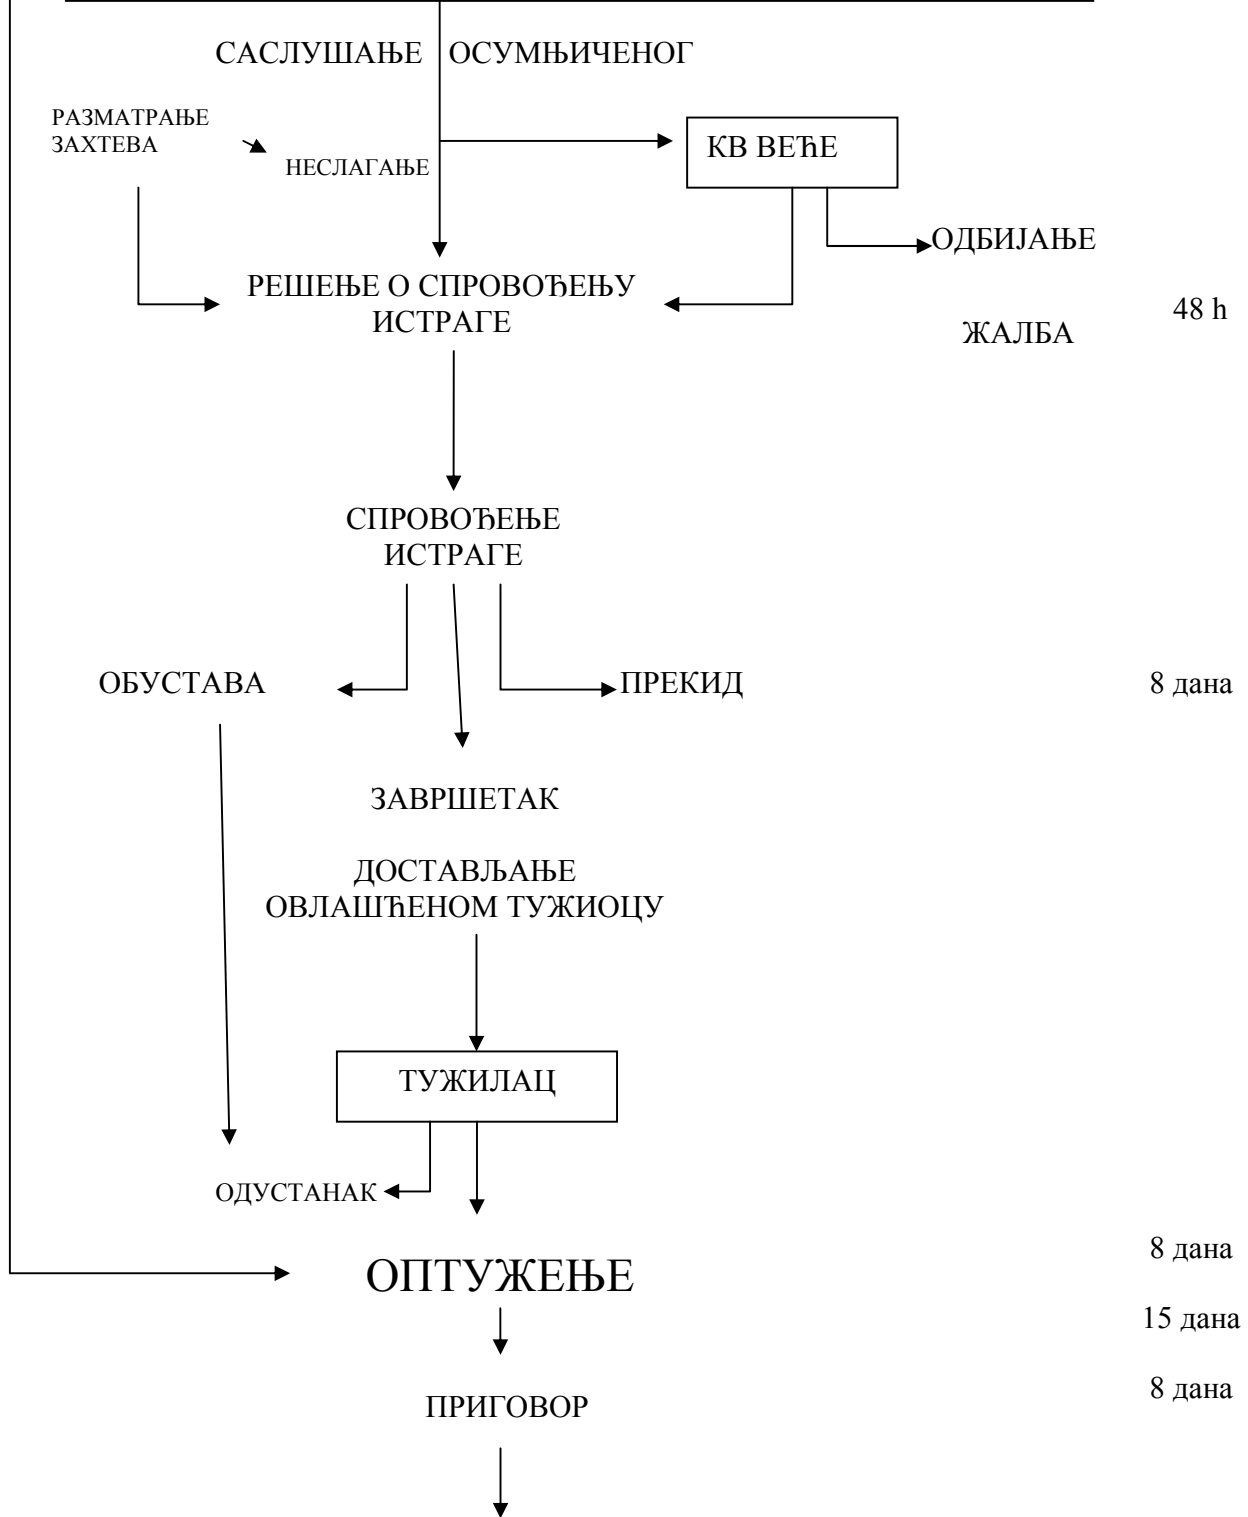 САСЛУШАЊЕ ОСУМЊИЧЕНОГ
РАЗМАТРАЊЕ
ЗАХТЕВА
НЕСЛАГАЊЕ
КВ ВЕЋЕ
ОДБИЈАЊЕ
РЕШЕЊЕ О СПРОВОЂЕЊУ
ИСТРАГЕ
48 h
ЖАЛБА
СПРОВОЂЕЊЕ
ИСТРАГЕ
ОБУСТАВА
ПРЕКИД
8 дана
ЗАВРШЕТАК
ДОСТАВЉАЊЕ
ОВЛАШЋЕНОМ ТУЖИОЦУ
ТУЖИЛАЦ
ОДУСТАНАК
8 дана
ОПТУЖЕЊЕ
15 дана
8 дана
ПРИГОВОР